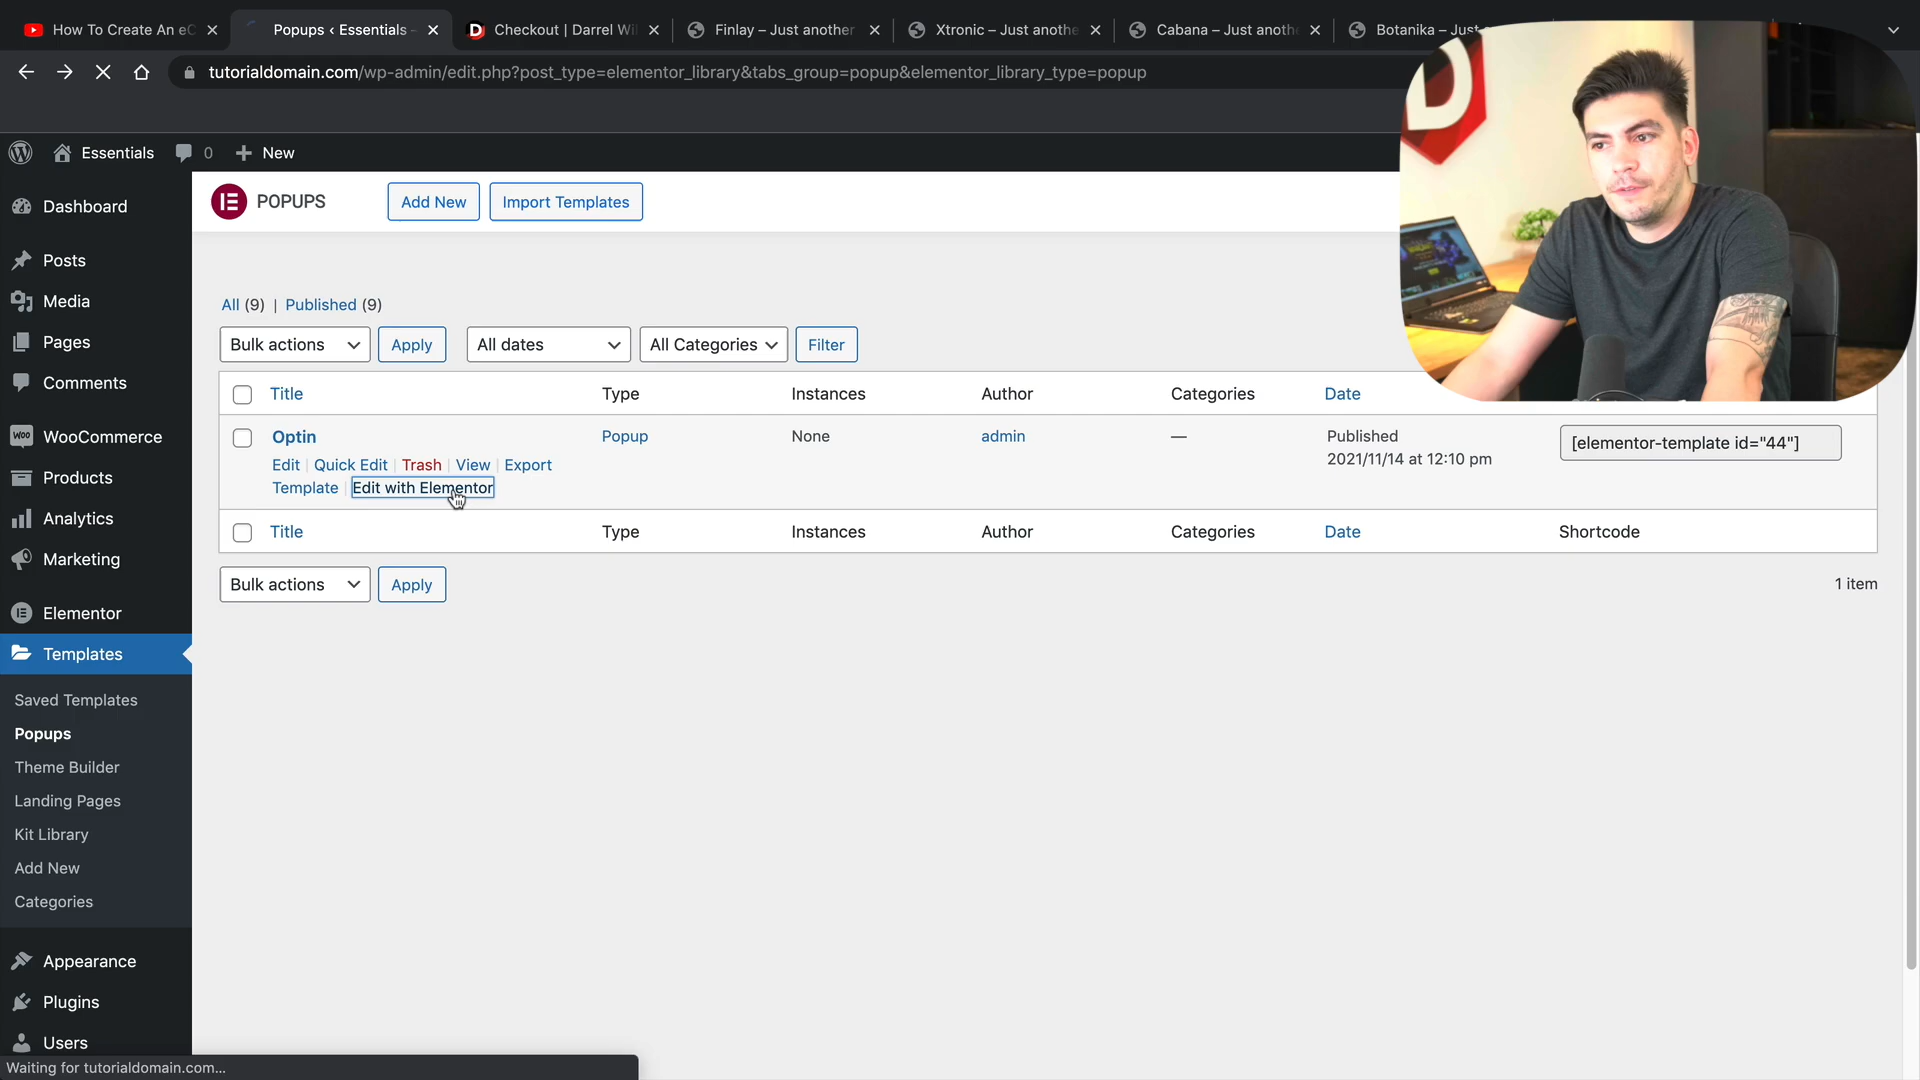 How To Create An eC
Popups ‹ Essentials -
Checkout | Darrel Wil
Finlay – Just another
Xtronic – Just anothe
Cabana – Just anoth
Botanika – Just
tutorialdomain.com/wp-admin/edit.php?post_type=elementor_library&tabs_group=popup&elementor_library_type=popup
Essentials
0
New
Dashboard
Posts
Media
Pages
Comments
WooCommerce
Products
Analytics
Marketing
Elementor
Templates
Saved Templates
Popups
Theme Builder
Landing Pages
Kit Library
Add New
Categories
Appearance
Plugins
Users
POPUPS
Add New
Import Templates
All (9) | Published (9)
Bulk actions
Apply
All dates
All Categories
Filter
Title Type Instances Author Categories Date
Optin Popup None admin — Published
2021/11/14 at 12:10 pm
[elementor-template id="44"]
Edit | Quick Edit | Trash | View | Export
Template | Edit with Elementor
Title Type Instances Author Categories Date Shortcode
Bulk actions
Apply
1 item
Waiting for tutorialdomain.com...